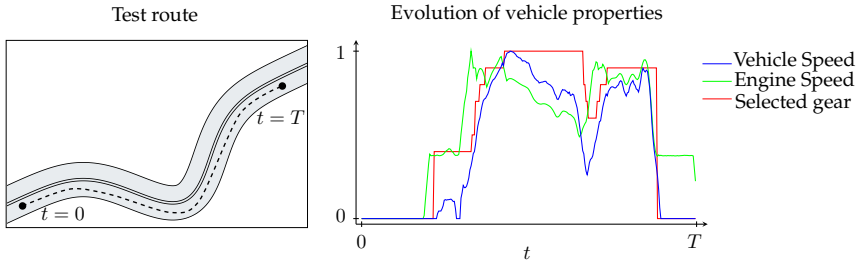 Test route
t = T
t = 0
Evolution of vehicle properties
1
0
0
t
T
Vehicle Speed
Engine Speed
Selected gear